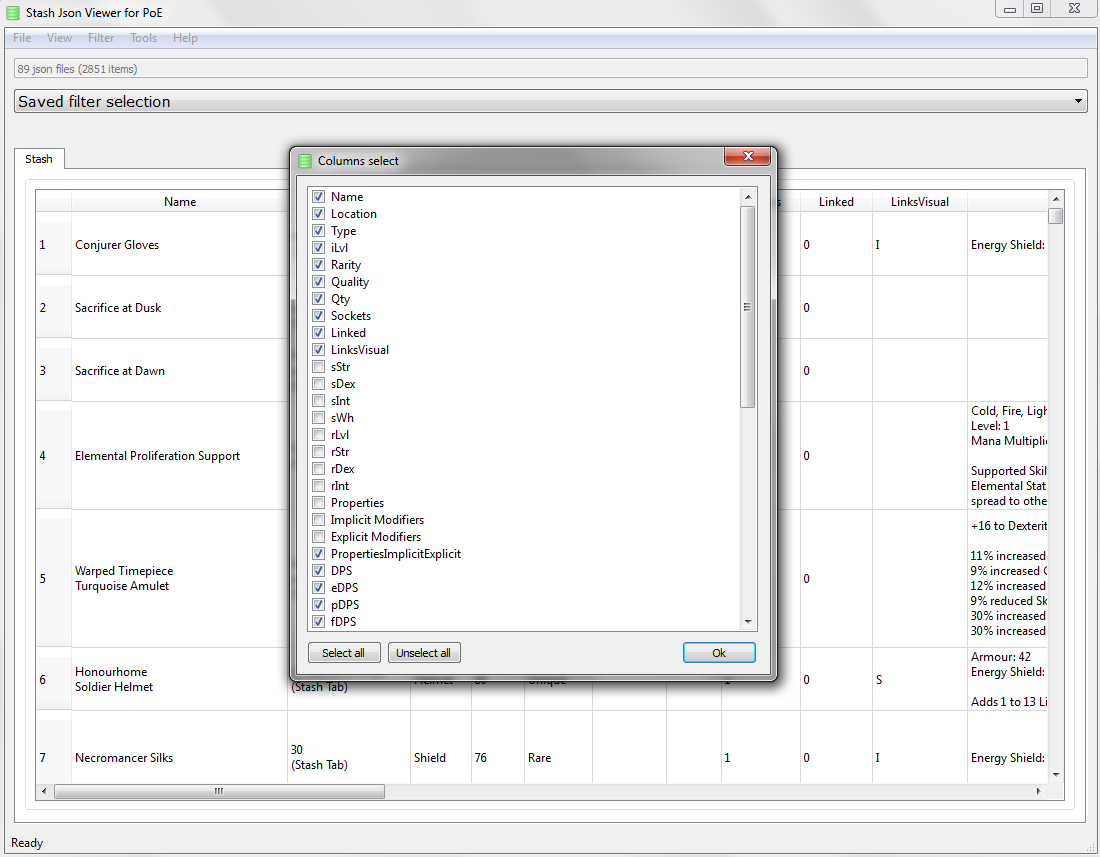 Stash Json Viewer for PoE
File View Filter Tools Help
89 json files (2851 items)
Saved filter selection
Stash
Name Linked LinksVisual
1 Conjurer Gloves 0 I Energy Shield:
2 Sacrifice at Dusk 0
3 Sacrifice at Dawn 0
4 Elemental Proliferation Support 0
Cold, Fire, Ligh
Level: 1
Mana Multiplie
Supported Skil
Elemental Stat
spread to othe
5 Warped Timepiece
Turquoise Amulet
0
+16 to Dexterit
11% increased
9% increased
12% increased
9% reduced Sk
30% increased
30% increased
6 Honourhome
Soldier Helmet
(Stash Tab) Helmet Unique 1 0 S
Armour: 42
Energy Shield:
Adds 1 to 13 Li
7 Necromancer Silks
30
(Stash Tab)
Shield 76 Rare 1 0 I Energy Shield:
Columns select
Name
Location
Type
iLvl
Rarity
Quality
Qty
Sockets
Linked
LinksVisual
sStr
sDex
sInt
sWh
rLvl
rStr
rDex
rInt
Properties
Implicit Modifiers
Explicit Modifiers
PropertiesImplicitExplicit
DPS
eDPS
pDPS
fDPS
Select all Unselect all Ok
Ready